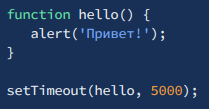 function hello() {
   alert('Привет!');
}

setTimeout(hello, 5000);